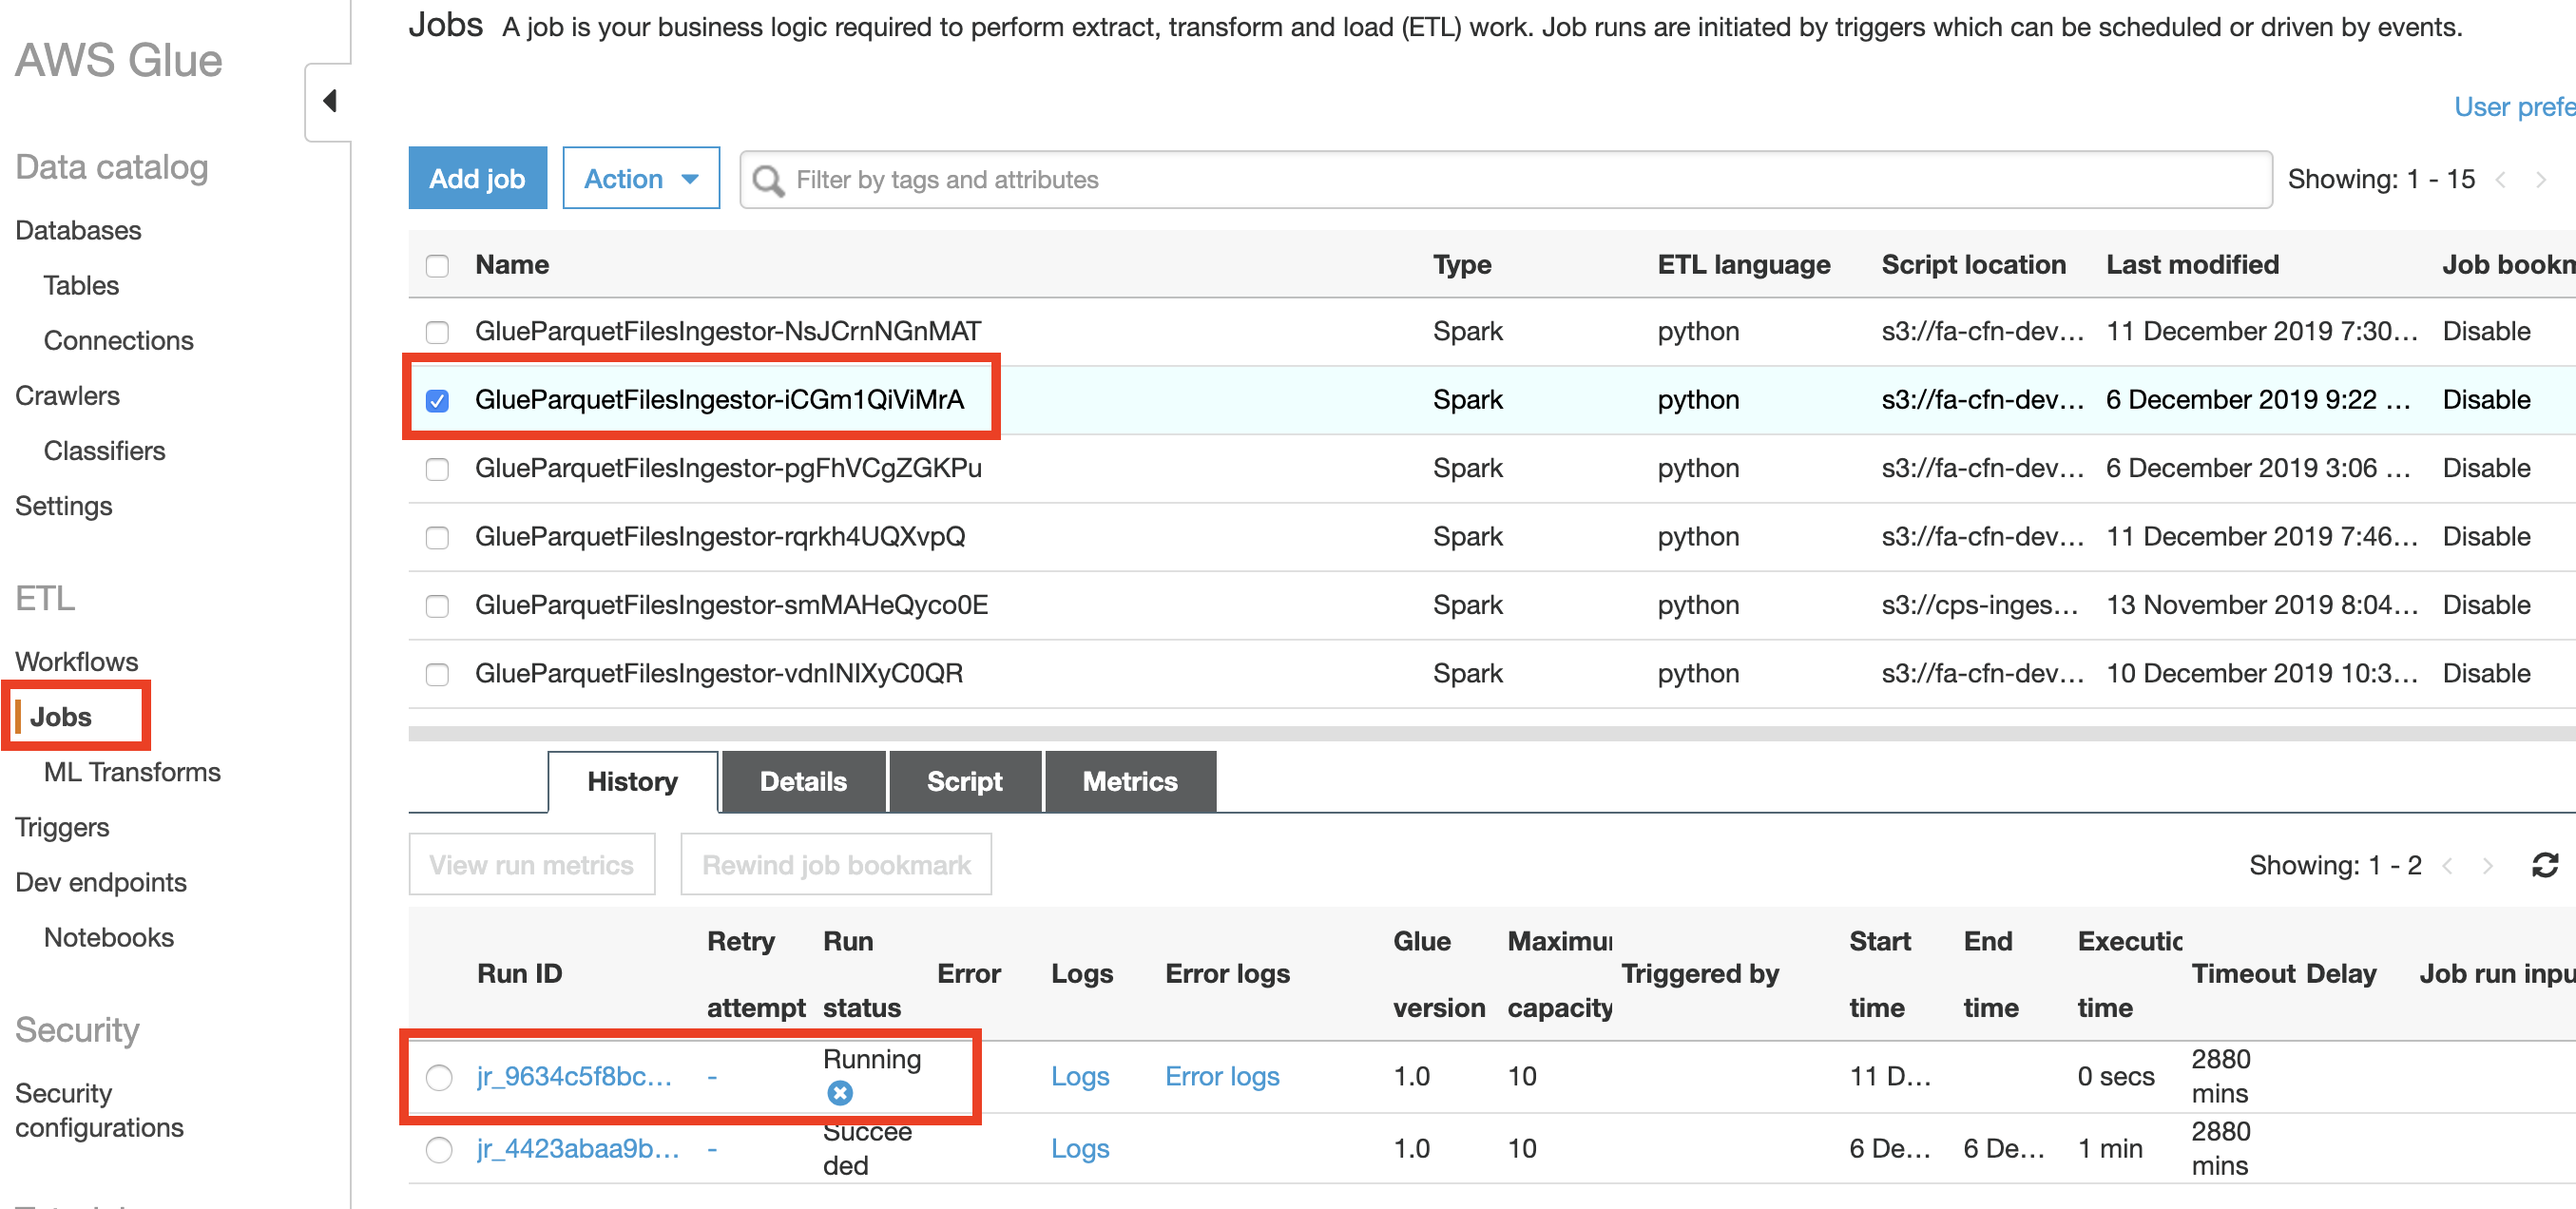 AWS Glue
Data catalog
Databases
Tables
Connections
Crawlers
Classifiers
Settings
ETL
Workflows
Jobs
ML Transforms
Triggers
Dev endpoints
Notebooks
Security
Security
configurations
Jobs A job is your business logic required to perform extract, transform and load (ETL) work. Job runs are initiated by triggers which can be scheduled or driven by events.
User prefe
Add job Action Filter by tags and attributes Showing: 1 - 15 < >
Name Type ETL language Script location Last modified Job bookm
GlueParquetFilesIngestor-NsJCrnNGnMAT Spark python s3://fa-cfn-dev... 11 December 2019 7:30... Disable
GlueParquetFilesIngestor-iCGm1QiViMrA Spark python s3://fa-cfn-dev... 6 December 2019 9:22 ... Disable
GlueParquetFilesIngestor-pgFhVCgZGKPu Spark python s3://fa-cfn-dev... 6 December 2019 3:06 ... Disable
GlueParquetFilesIngestor-rqrkh4UQXvpQ Spark python s3://fa-cfn-dev... 11 December 2019 7:46... Disable
GlueParquetFilesIngestor-smMAHeQyco0E Spark python s3://cps-inges... 13 November 2019 8:04... Disable
GlueParquetFilesIngestor-vdnINIXyC0QR Spark python s3://fa-cfn-dev... 10 December 2019 10:3... Disable
History Details Script Metrics
View run metrics Rewind job bookmark Showing: 1 - 2 < >
Run ID Retry attempt Run status Error Logs Error logs Glue version Maximu capacity Triggered by Start time End time Executic time Timeout Delay Job run inpu
jr_9634c5f8bc... - Running Logs Error logs 1.0 10 11 D... 0 secs 2880 mins
jr_4423abaa9b... - Succee ded Logs 1.0 10 6 De... 6 De... 1 min 2880 mins